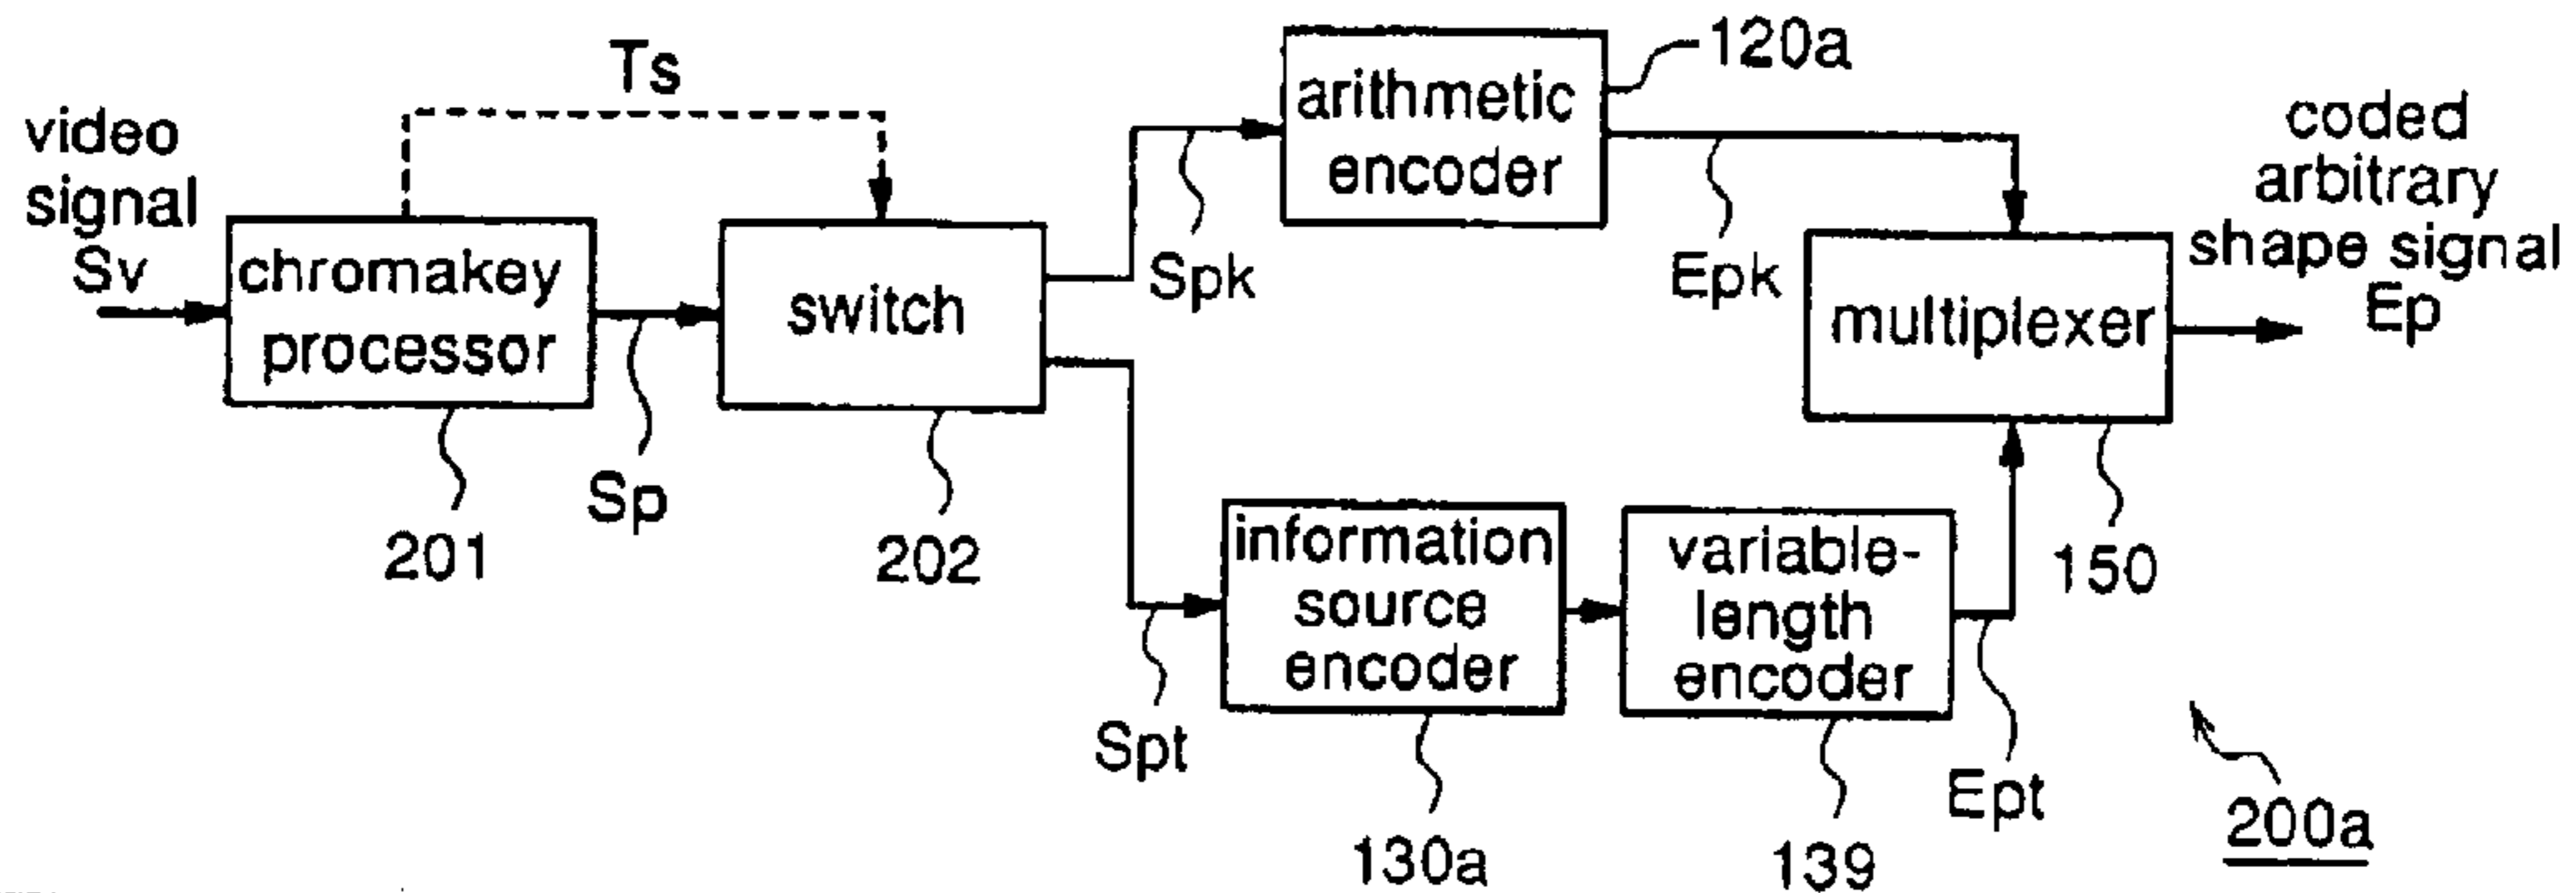 Ts
video
signal
Sv
chromakey
processor
201
Sp
switch
202
Spk
arithmetic
encoder
120a
Epk
Spt
information
source
encoder
130a
variable-
length
encoder
139
Ept
multiplexer
150
coded
arbitrary
shape signal
Ep
200a